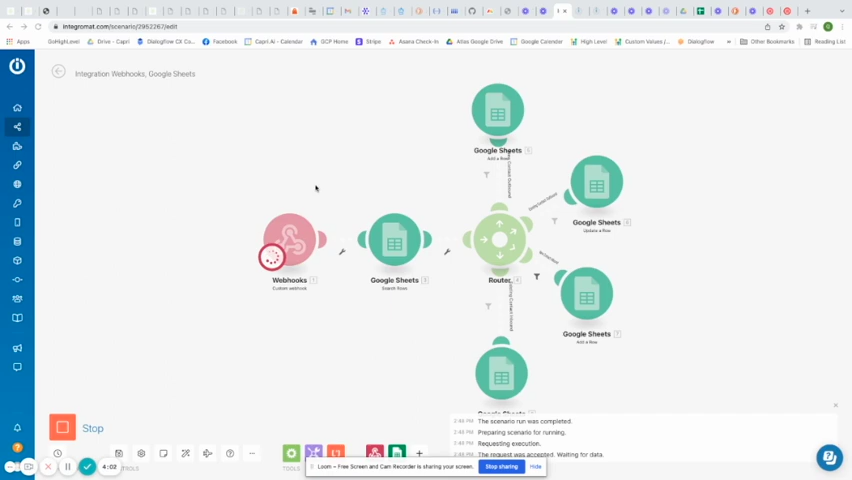 integromat.com/scenario/2952267/edit
Apps
GoHighLevel
Drive - Capri
Dialogflow CX Co...
Facebook
Capri Ai - Calendar
GCP Home
Stripe
Asana Check-In
Atlas Google Drive
Google Calendar
High Level
Custom Values /...
Dialogflow
»
Other Bookmarks
Reading List
Integration Webhooks, Google Sheets
Google Sheets
Add a Row
Google Sheets
Update a Row
Webhooks 1
Custom webhook
Google Sheets
Search Rows
Router
Google Sheets 7
Add a Row
Google Sheets
Stop
2:48 PM The scenario run was completed.
2:48 PM Preparing scenario for running.
2:48 PM Requesting execution.
2:48 PM The request was accepted. Waiting for data.
4:02
TOOLS
Loom – Free Screen and Cam Recorder is sharing your screen.
Stop sharing
Hide